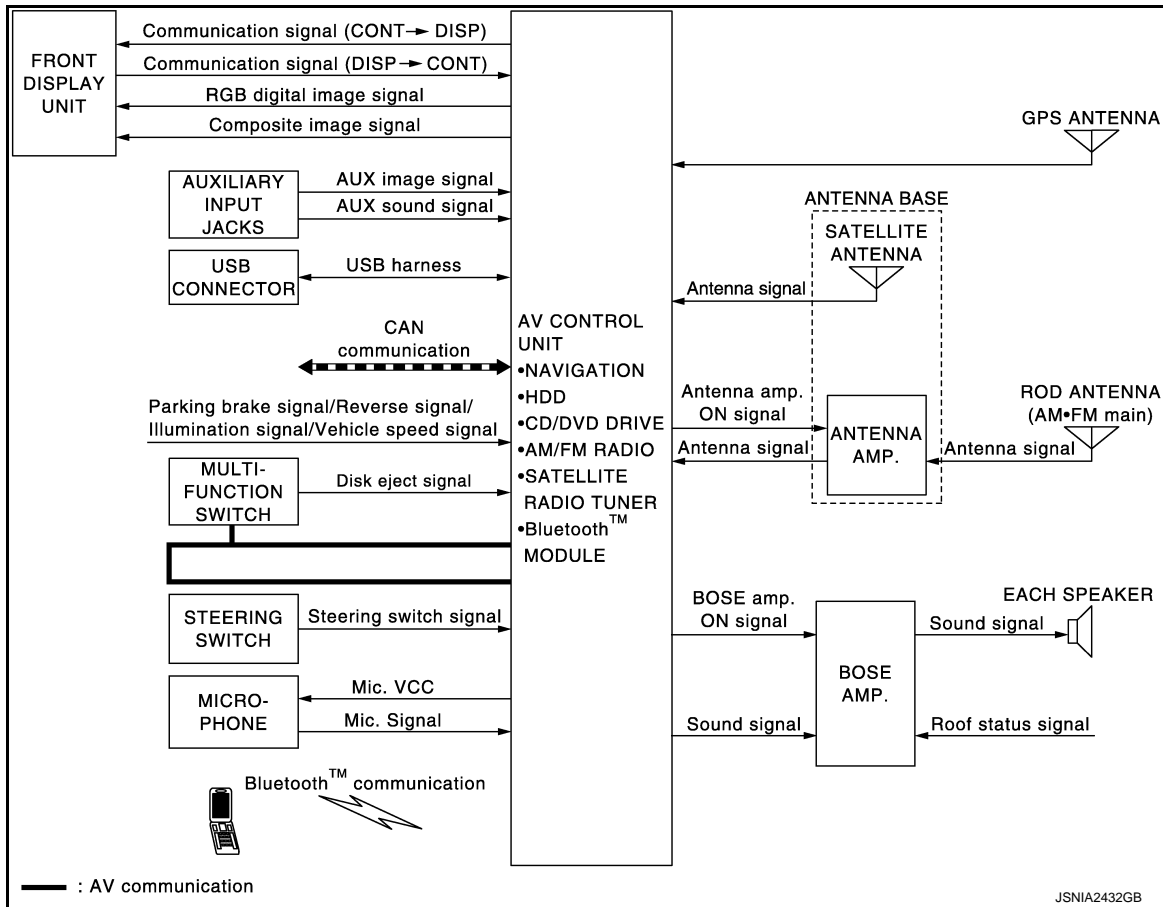 FRONT
DISPLAY
UNIT
Communication signal (CONT→ DISP)
Communication signal (DISP→ CONT)
RGB digital image signal
Composite image signal
AUXILIARY
INPUT
JACKS
AUX image signal
AUX sound signal
USB
CONNECTOR
USB harness
CAN
communication
Parking brake signal/Reverse signal/
Illumination signal/Vehicle speed signal
MULTI-
FUNCTION
SWITCH
Disk eject signal
STEERING
SWITCH
Steering switch signal
MICRO-
PHONE
Mic. VCC
Mic. Signal
Bluetooth™ communication
: AV communication
AV CONTROL
UNIT
•NAVIGATION
•HDD
•CD/DVD DRIVE
•AM/FM RADIO
•SATELLITE
RADIO TUNER
•Bluetooth™
MODULE
GPS ANTENNA
ANTENNA BASE
SATELLITE
ANTENNA
Antenna signal
Antenna amp.
ON signal
Antenna signal
ANTENNA
AMP.
ROD ANTENNA
(AM•FM main)
Antenna signal
BOSE amp.
ON signal
Sound signal
BOSE
AMP.
EACH SPEAKER
Sound signal
Roof status signal
JSNIA2432GB